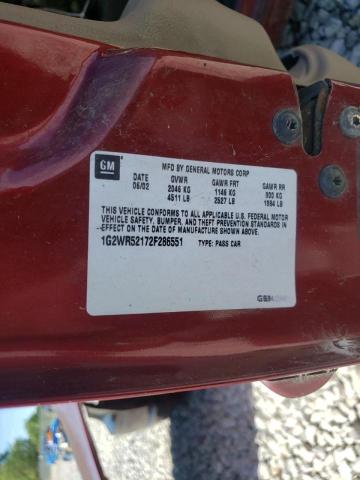 GM
MFD BY GENERAL MOTORS CORP
DATE GVWR GAWR FRT GAWR RR
06/02 2046 KG 1146 KG 900 KG
4511 LB 2527 LB 1984 LB
THIS VEHICLE CONFORMS TO ALL APPLICABLE U.S. FEDERAL MOTOR
VEHICLE SAFETY, BUMPER, AND THEFT PREVENTION STANDARDS IN
EFFECT ON THE DATE OF MANUFACTURE SHOWN ABOVE.
1G2WR52172F286551 TYPE: PASS CAR